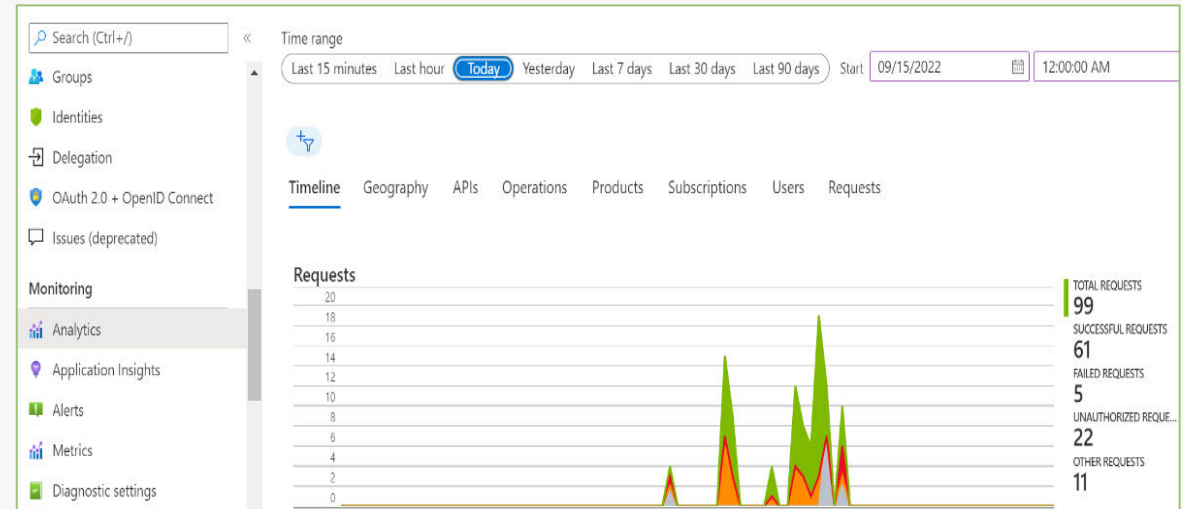 Search (Ctrl+/)
«
Groups
Identities
Delegation
OAuth 2.0 + OpenID Connect
Issues (deprecated)
Monitoring
Analytics
Application Insights
Alerts
Metrics
Diagnostic settings
Time range
Last 15 minutes Last hour Today Yesterday Last 7 days Last 30 days Last 90 days Start 09/15/2022 12:00:00 AM
Timeline Geography APIs Operations Products Subscriptions Users Requests
Requests
20
18
16
14
12
10
8
6
4
2
0
TOTAL REQUESTS
99
SUCCESSFUL REQUESTS
61
FAILED REQUESTS
5
UNAUTHORIZED REQUE...
22
OTHER REQUESTS
11